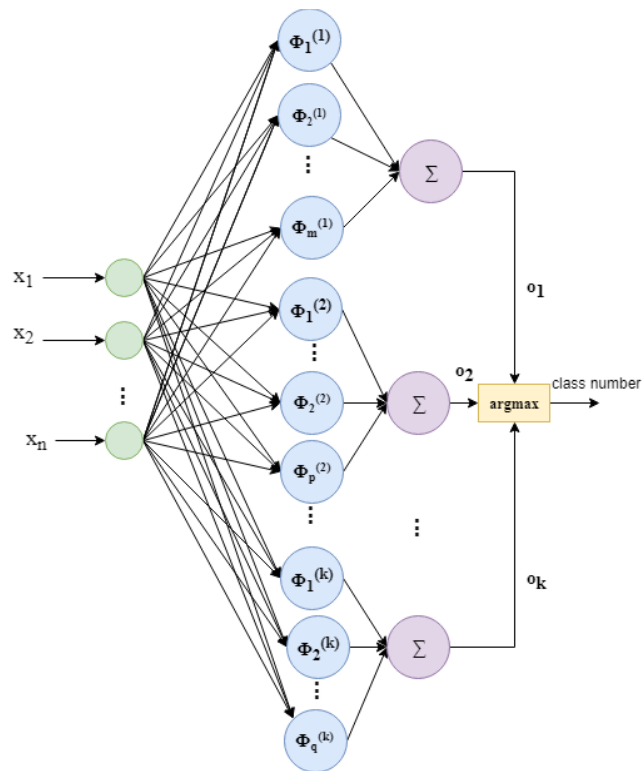 Φ₁⁽¹⁾
Φ₂⁽¹⁾
...
Φₘ⁽¹⁾
∑
x₁
x₂
...
xₙ
Φ₁⁽²⁾
...
Φ₂⁽²⁾
Φₚ⁽²⁾
...
∑
o₁
o₂
argmax
class number
...
Φ₁⁽ᵏ⁾
Φ₂⁽ᵏ⁾
...
Φq⁽ᵏ⁾
∑
oₖ